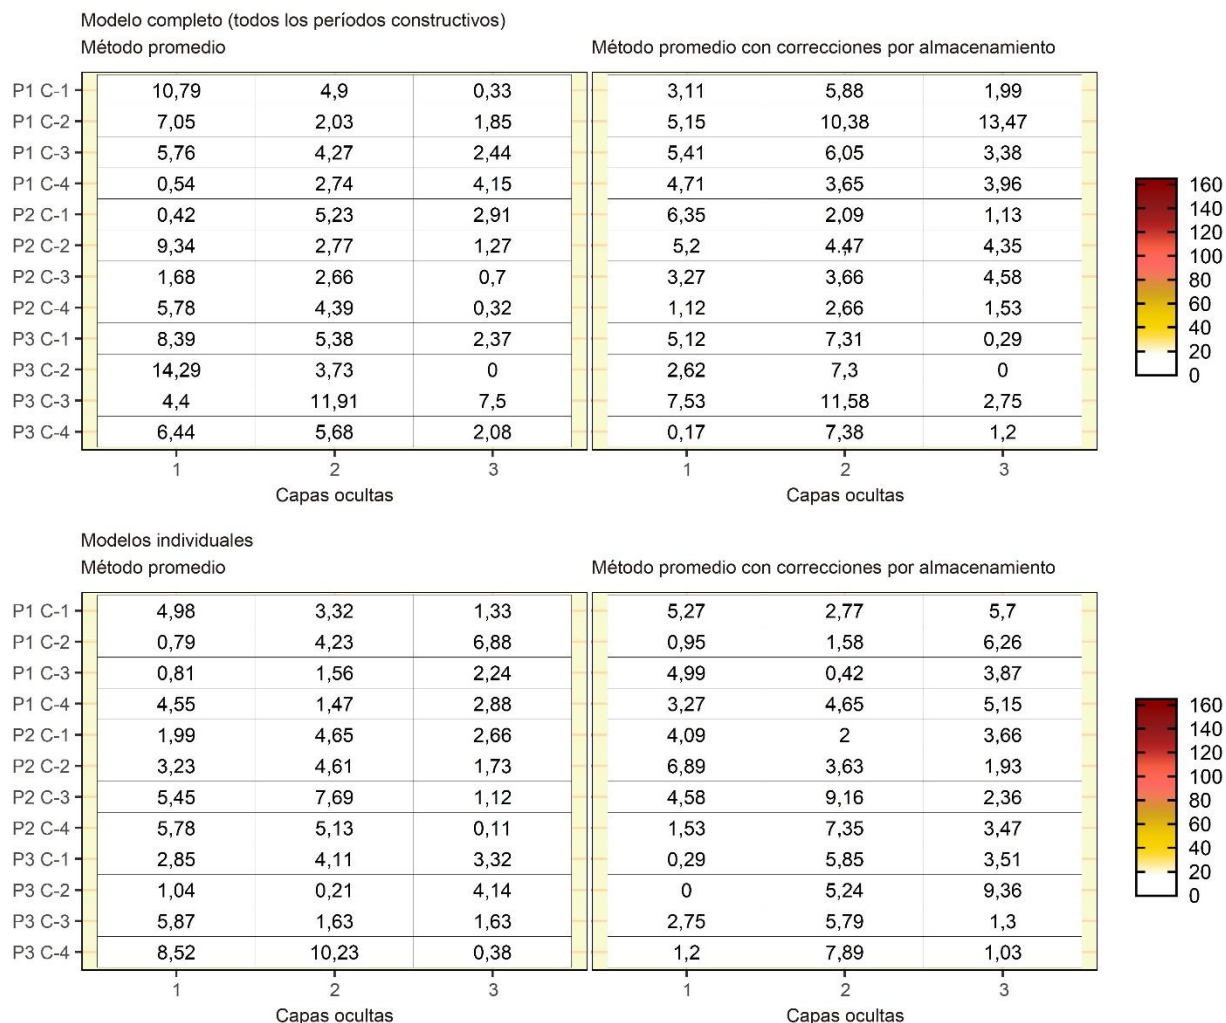 Modelo completo (todos los períodos constructivos)
Método promedio Método promedio con correcciones por almacenamiento
P1 C-1 10,79 4,9 0,33 3,11 5,88 1,99
P1 C-2 7,05 2,03 1,85 5,15 10,38 13,47
P1 C-3 5,76 4,27 2,44 5,41 6,05 3,38
P1 C-4 0,54 2,74 4,15 4,71 3,65 3,96
P2 C-1 0,42 5,23 2,91 6,35 2,09 1,13
P2 C-2 9,34 2,77 1,27 5,2 4,47 4,35
P2 C-3 1,68 2,66 0,7 3,27 3,66 4,58
P2 C-4 5,78 4,39 0,32 1,12 2,66 1,53
P3 C-1 8,39 5,38 2,37 5,12 7,31 0,29
P3 C-2 14,29 3,73 0 2,62 7,3 0
P3 C-3 4,4 11,91 7,5 7,53 11,58 2,75
P3 C-4 6,44 5,68 2,08 0,17 7,38 1,2
1 2 3 1 2 3
Capas ocultas Capas ocultas
160
140
120
100
80
60
40
20
0
Modelos individuales
Método promedio Método promedio con correcciones por almacenamiento
P1 C-1 4,98 3,32 1,33 5,27 2,77 5,7
P1 C-2 0,79 4,23 6,88 0,95 1,58 6,26
P1 C-3 0,81 1,56 2,24 4,99 0,42 3,87
P1 C-4 4,55 1,47 2,88 3,27 4,65 5,15
P2 C-1 1,99 4,65 2,66 4,09 2 3,66
P2 C-2 3,23 4,61 1,73 6,89 3,63 1,93
P2 C-3 5,45 7,69 1,12 4,58 9,16 2,36
P2 C-4 5,78 5,13 0,11 1,53 7,35 3,47
P3 C-1 2,85 4,11 3,32 0,29 5,85 3,51
P3 C-2 1,04 0,21 4,14 0 5,24 9,36
P3 C-3 5,87 1,63 1,63 2,75 5,79 1,3
P3 C-4 8,52 10,23 0,38 1,2 7,89 1,03
1 2 3 1 2 3
Capas ocultas Capas ocultas
160
140
120
100
80
60
40
20
0